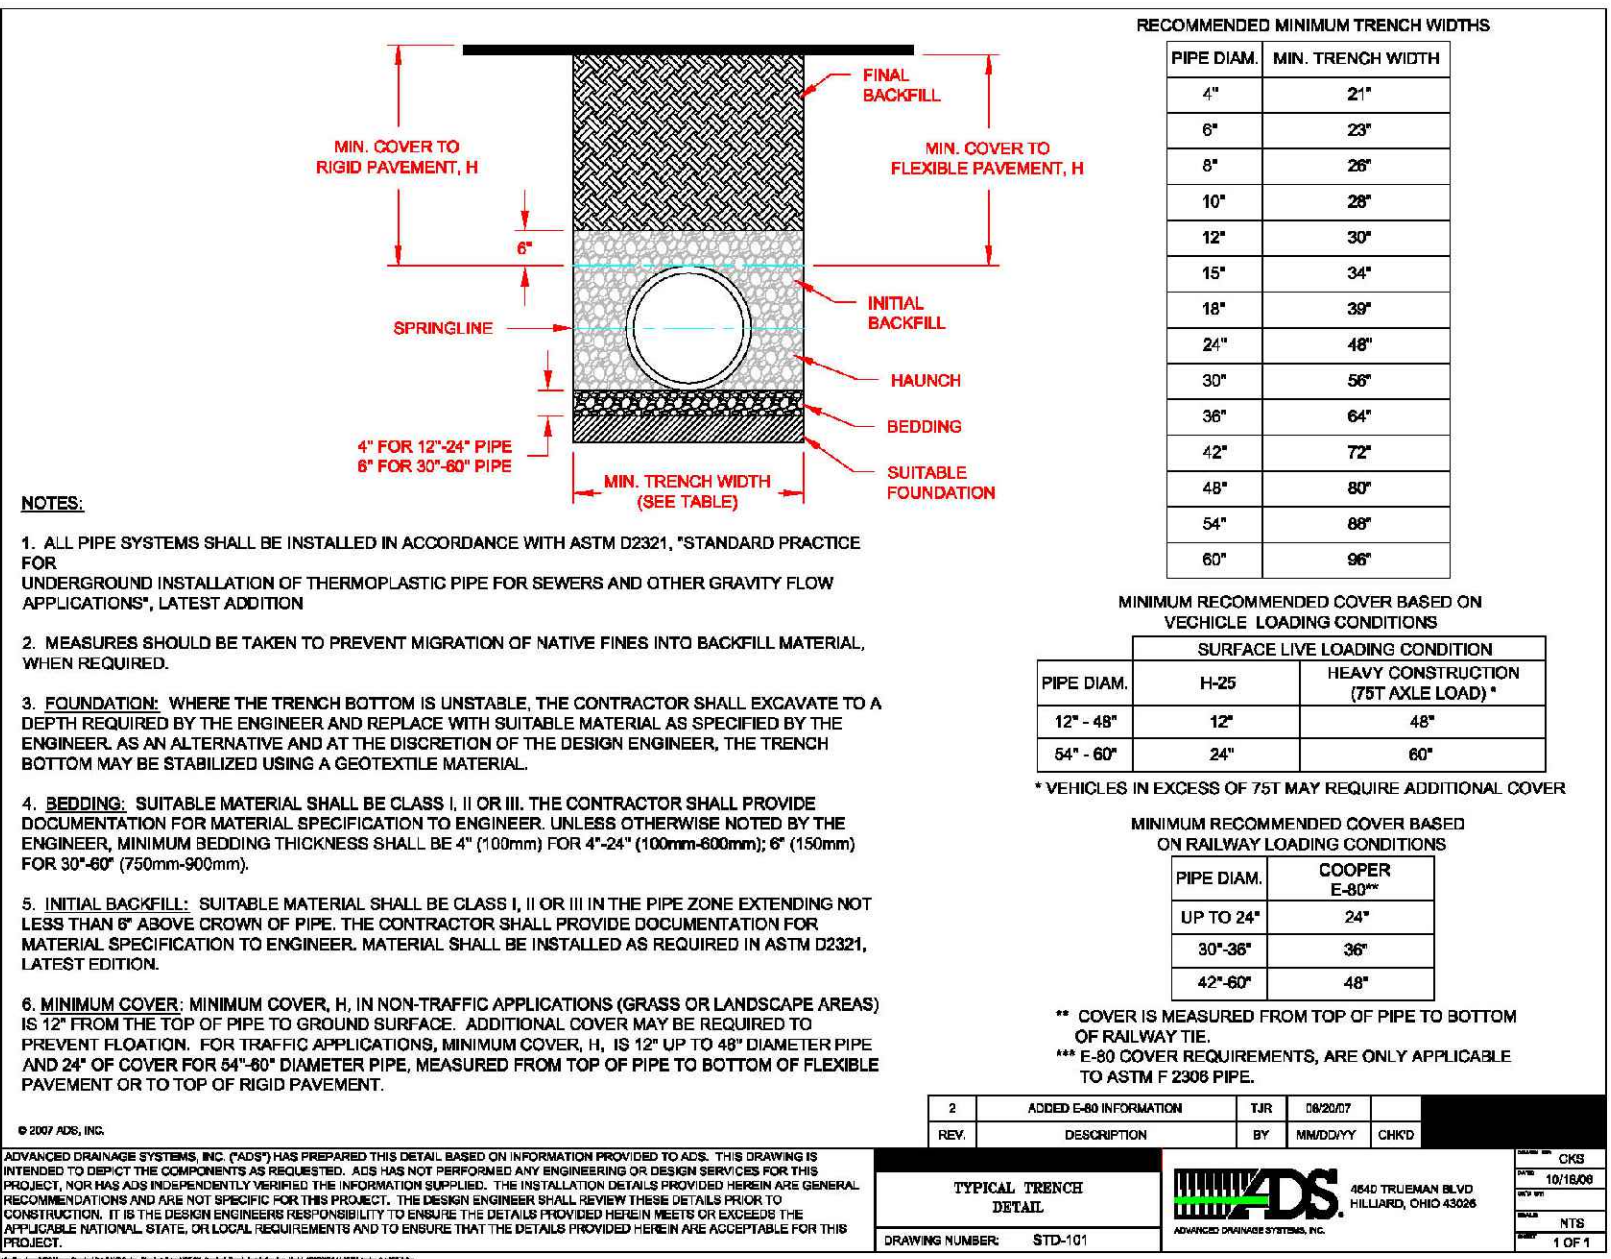 RECOMMENDED MINIMUM TRENCH WIDTHS
PIPE DIAM. MIN. TRENCH WIDTH
4" 21"
6" 23"
8" 26"
10" 28"
12" 30"
15" 34"
18" 39"
24" 48"
30" 56"
36" 64"
42" 72"
48" 80"
54" 88"
60" 96"
FINAL
BACKFILL
MIN. COVER TO
RIGID PAVEMENT, H
MIN. COVER TO
FLEXIBLE PAVEMENT, H
6"
INITIAL
BACKFILL
SPRINGLINE
HAUNCH
BEDDING
4" FOR 12"-24" PIPE
6" FOR 30"-60" PIPE
SUITABLE
FOUNDATION
MIN. TRENCH WIDTH
(SEE TABLE)
NOTES:
1. ALL PIPE SYSTEMS SHALL BE INSTALLED IN ACCORDANCE WITH ASTM D2321, "STANDARD PRACTICE
FOR
UNDERGROUND INSTALLATION OF THERMOPLASTIC PIPE FOR SEWERS AND OTHER GRAVITY FLOW
APPLICATIONS", LATEST ADDITION
2. MEASURES SHOULD BE TAKEN TO PREVENT MIGRATION OF NATIVE FINES INTO BACKFILL MATERIAL,
WHEN REQUIRED.
3. FOUNDATION: WHERE THE TRENCH BOTTOM IS UNSTABLE, THE CONTRACTOR SHALL EXCAVATE TO A
DEPTH REQUIRED BY THE ENGINEER AND REPLACE WITH SUITABLE MATERIAL AS SPECIFIED BY THE
ENGINEER. AS AN ALTERNATIVE AND AT THE DISCRETION OF THE DESIGN ENGINEER, THE TRENCH
BOTTOM MAY BE STABILIZED USING A GEOTEXTILE MATERIAL.
4. BEDDING: SUITABLE MATERIAL SHALL BE CLASS I, II OR III. THE CONTRACTOR SHALL PROVIDE
DOCUMENTATION FOR MATERIAL SPECIFICATION TO ENGINEER. UNLESS OTHERWISE NOTED BY THE
ENGINEER, MINIMUM BEDDING THICKNESS SHALL BE 4" (100mm) FOR 4"-24" (100mm-600mm); 6" (150mm)
FOR 30"-60" (750mm-900mm).
5. INITIAL BACKFILL: SUITABLE MATERIAL SHALL BE CLASS I, II OR III IN THE PIPE ZONE EXTENDING NOT
LESS THAN 6" ABOVE CROWN OF PIPE. THE CONTRACTOR SHALL PROVIDE DOCUMENTATION FOR
MATERIAL SPECIFICATION TO ENGINEER. MATERIAL SHALL BE INSTALLED AS REQUIRED IN ASTM D2321,
LATEST EDITION.
6. MINIMUM COVER: MINIMUM COVER, H, IN NON-TRAFFIC APPLICATIONS (GRASS OR LANDSCAPE AREAS)
IS 12" FROM THE TOP OF PIPE TO GROUND SURFACE. ADDITIONAL COVER MAY BE REQUIRED TO
PREVENT FLOATION. FOR TRAFFIC APPLICATIONS, MINIMUM COVER, H, IS 12" UP TO 48" DIAMETER PIPE
AND 24" OF COVER FOR 54"-60" DIAMETER PIPE, MEASURED FROM TOP OF PIPE TO BOTTOM OF FLEXIBLE
PAVEMENT OR TO TOP OF RIGID PAVEMENT.
MINIMUM RECOMMENDED COVER BASED ON
VECHICLE LOADING CONDITIONS
SURFACE LIVE LOADING CONDITION
PIPE DIAM. H-25 HEAVY CONSTRUCTION
(75T AXLE LOAD) *
12" - 48" 12" 48"
54" - 60" 24" 60"
* VEHICLES IN EXCESS OF 75T MAY REQUIRE ADDITIONAL COVER
MINIMUM RECOMMENDED COVER BASED
ON RAILWAY LOADING CONDITIONS
PIPE DIAM. COOPER
E-80**
UP TO 24" 24"
30"-36" 36"
42"-60" 48"
** COVER IS MEASURED FROM TOP OF PIPE TO BOTTOM
OF RAILWAY TIE.
*** E-80 COVER REQUIREMENTS, ARE ONLY APPLICABLE
TO ASTM F 2306 PIPE.
© 2007 ADS, INC.
2 ADDED E-80 INFORMATION TJR 08/20/07
REV. DESCRIPTION BY MM/DD/YY CHK'D
ADVANCED DRAINAGE SYSTEMS, INC. ("ADS") HAS PREPARED THIS DETAIL BASED ON INFORMATION PROVIDED TO ADS. THIS DRAWING IS
INTENDED TO DEPICT THE COMPONENTS AS REQUESTED. ADS HAS NOT PERFORMED ANY ENGINEERING OR DESIGN SERVICES FOR THIS
PROJECT, NOR HAS ADS INDEPENDENTLY VERIFIED THE INFORMATION SUPPLIED. THE INSTALLATION DETAILS PROVIDED HEREIN ARE GENERAL
RECOMMENDATIONS AND ARE NOT SPECIFIC FOR THIS PROJECT. THE DESIGN ENGINEER SHALL REVIEW THESE DETAILS PRIOR TO
CONSTRUCTION. IT IS THE DESIGN ENGINEERS RESPONSIBILITY TO ENSURE THE DETAILS PROVIDED HEREIN MEETS OR EXCEEDS THE
APPLICABLE NATIONAL, STATE, OR LOCAL REQUIREMENTS AND TO ENSURE THAT THE DETAILS PROVIDED HEREIN ARE ACCEPTABLE FOR THIS
PROJECT.
TYPICAL TRENCH
DETAIL
DRAWING NUMBER: STD-101
ADS.
ADVANCED DRAINAGE SYSTEMS, INC.
4640 TRUEMAN BLVD
HILLIARD, OHIO 43026
CKS
10/16/06
NTS
1 OF 1